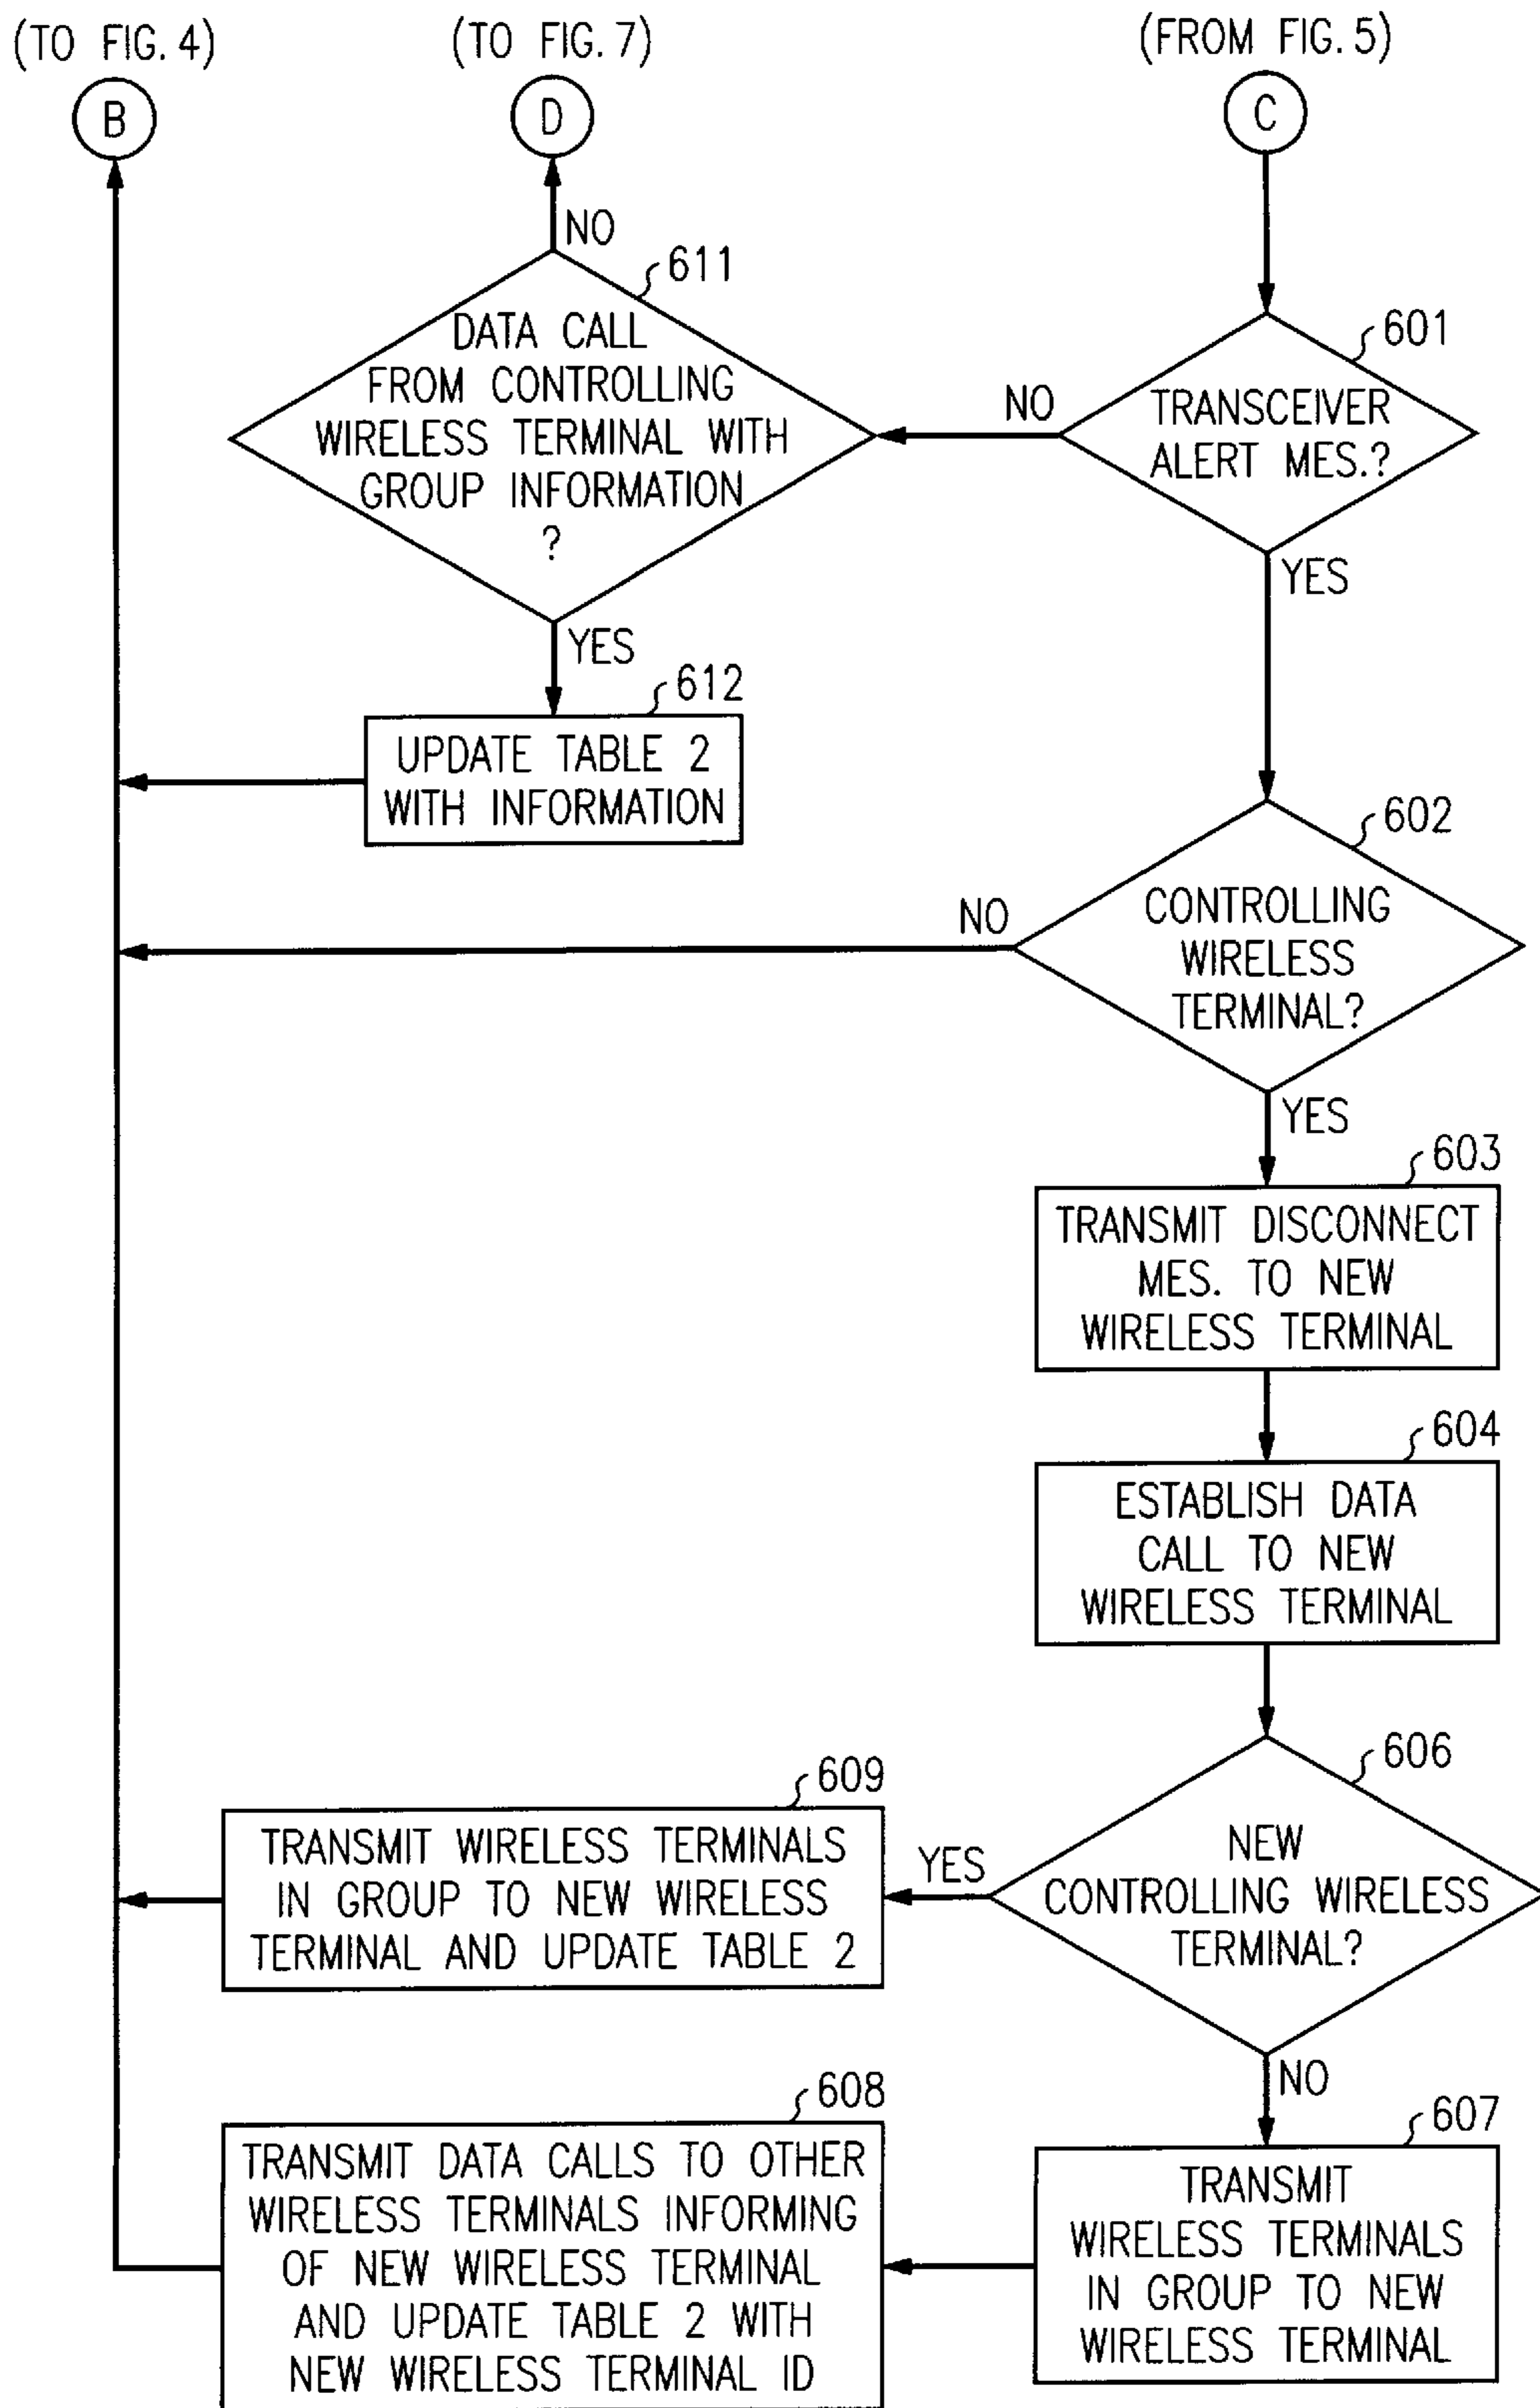 (TO FIG. 4)
(TO FIG. 7)
(FROM FIG. 5)
B
D
C
NO
611
DATA CALL
FROM CONTROLLING
WIRELESS TERMINAL WITH
GROUP INFORMATION
?
NO
601
TRANSCEIVER
ALERT MES.?
YES
YES
612
UPDATE TABLE 2
WITH INFORMATION
602
CONTROLLING
WIRELESS
TERMINAL?
NO
YES
603
TRANSMIT DISCONNECT
MES. TO NEW
WIRELESS TERMINAL
604
ESTABLISH DATA
CALL TO NEW
WIRELESS TERMINAL
606
NEW
CONTROLLING WIRELESS
TERMINAL?
YES
609
TRANSMIT WIRELESS TERMINALS
IN GROUP TO NEW WIRELESS
TERMINAL AND UPDATE TABLE 2
NO
607
TRANSMIT
WIRELESS TERMINALS
IN GROUP TO NEW
WIRELESS TERMINAL
608
TRANSMIT DATA CALLS TO OTHER
WIRELESS TERMINALS INFORMING
OF NEW WIRELESS TERMINAL
AND UPDATE TABLE 2 WITH
NEW WIRELESS TERMINAL ID